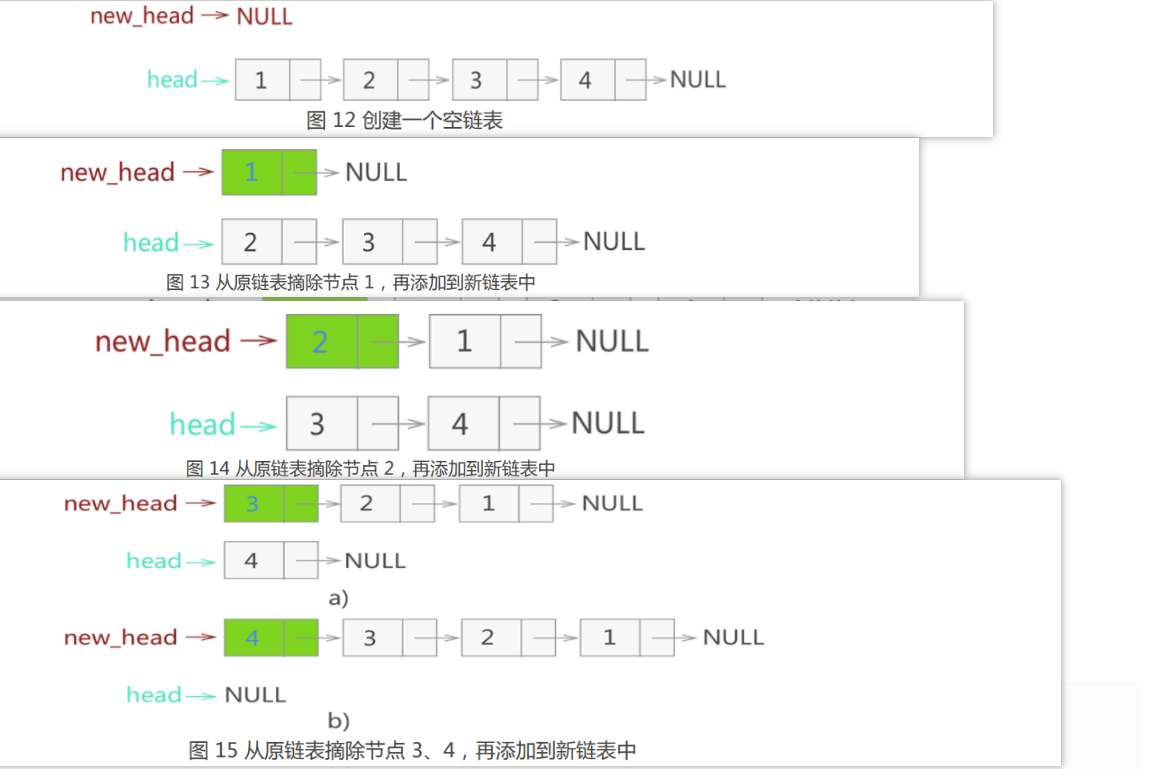 new_head NULL
head 1 2 3 4 NULL
图 12 创建一个空链表
new_head 1 NULL
head 2 3 4 NULL
图 13 从原链表摘除节点 1，再添加到新链表中
new_head 2 1 NULL
head 3 4 NULL
图 14 从原链表摘除节点 2，再添加到新链表中
new_head 3 2 1 NULL
head 4 NULL
a)
new_head 4 3 2 1 NULL
head NULL
b)
图 15 从原链表摘除节点 3、4，再添加到新链表中